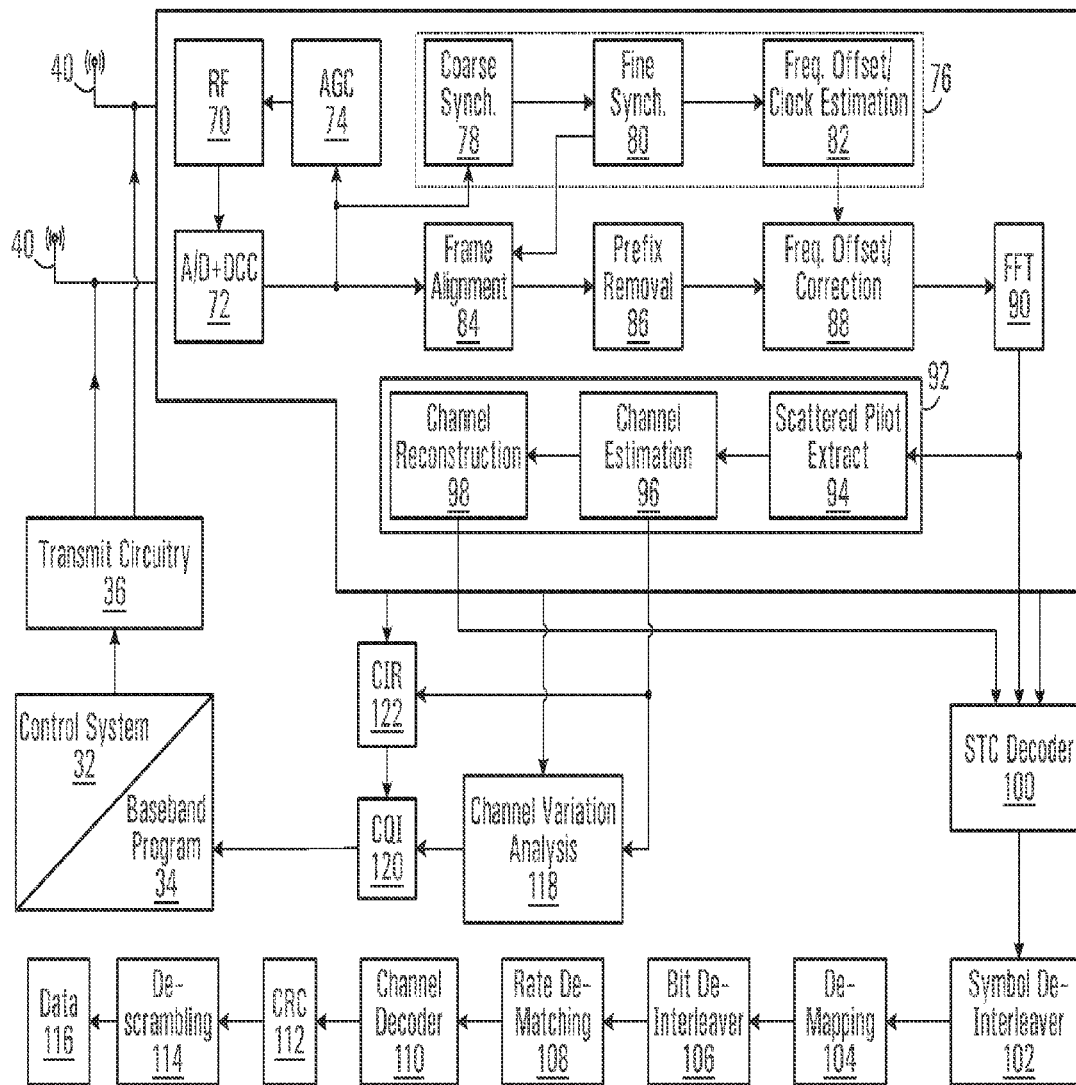 40
RF
70
AGC
74
Coarse
Synch.
78
Fine
Synch.
80
Freq. Offset/
Clock Estimation
82
76
40
A/D+DCC
72
Frame
Alignment
84
Prefix
Removal
86
Freq. Offset/
Correction
88
FFT
90
92
Channel
Reconstruction
98
Channel
Estimation
96
Scattered Pilot
Extract
94
Transmit Circuitry
36
CIR
122
Control System
32
Baseband
Program
34
CQI
120
Channel Variation
Analysis
118
STC Decoder
100
Data
116
De-
scrambling
114
CRC
112
Channel
Decoder
110
Rate De-
Matching
108
Bit De-
Interleaver
106
De-
Mapping
104
Symbol De-
Interleaver
102